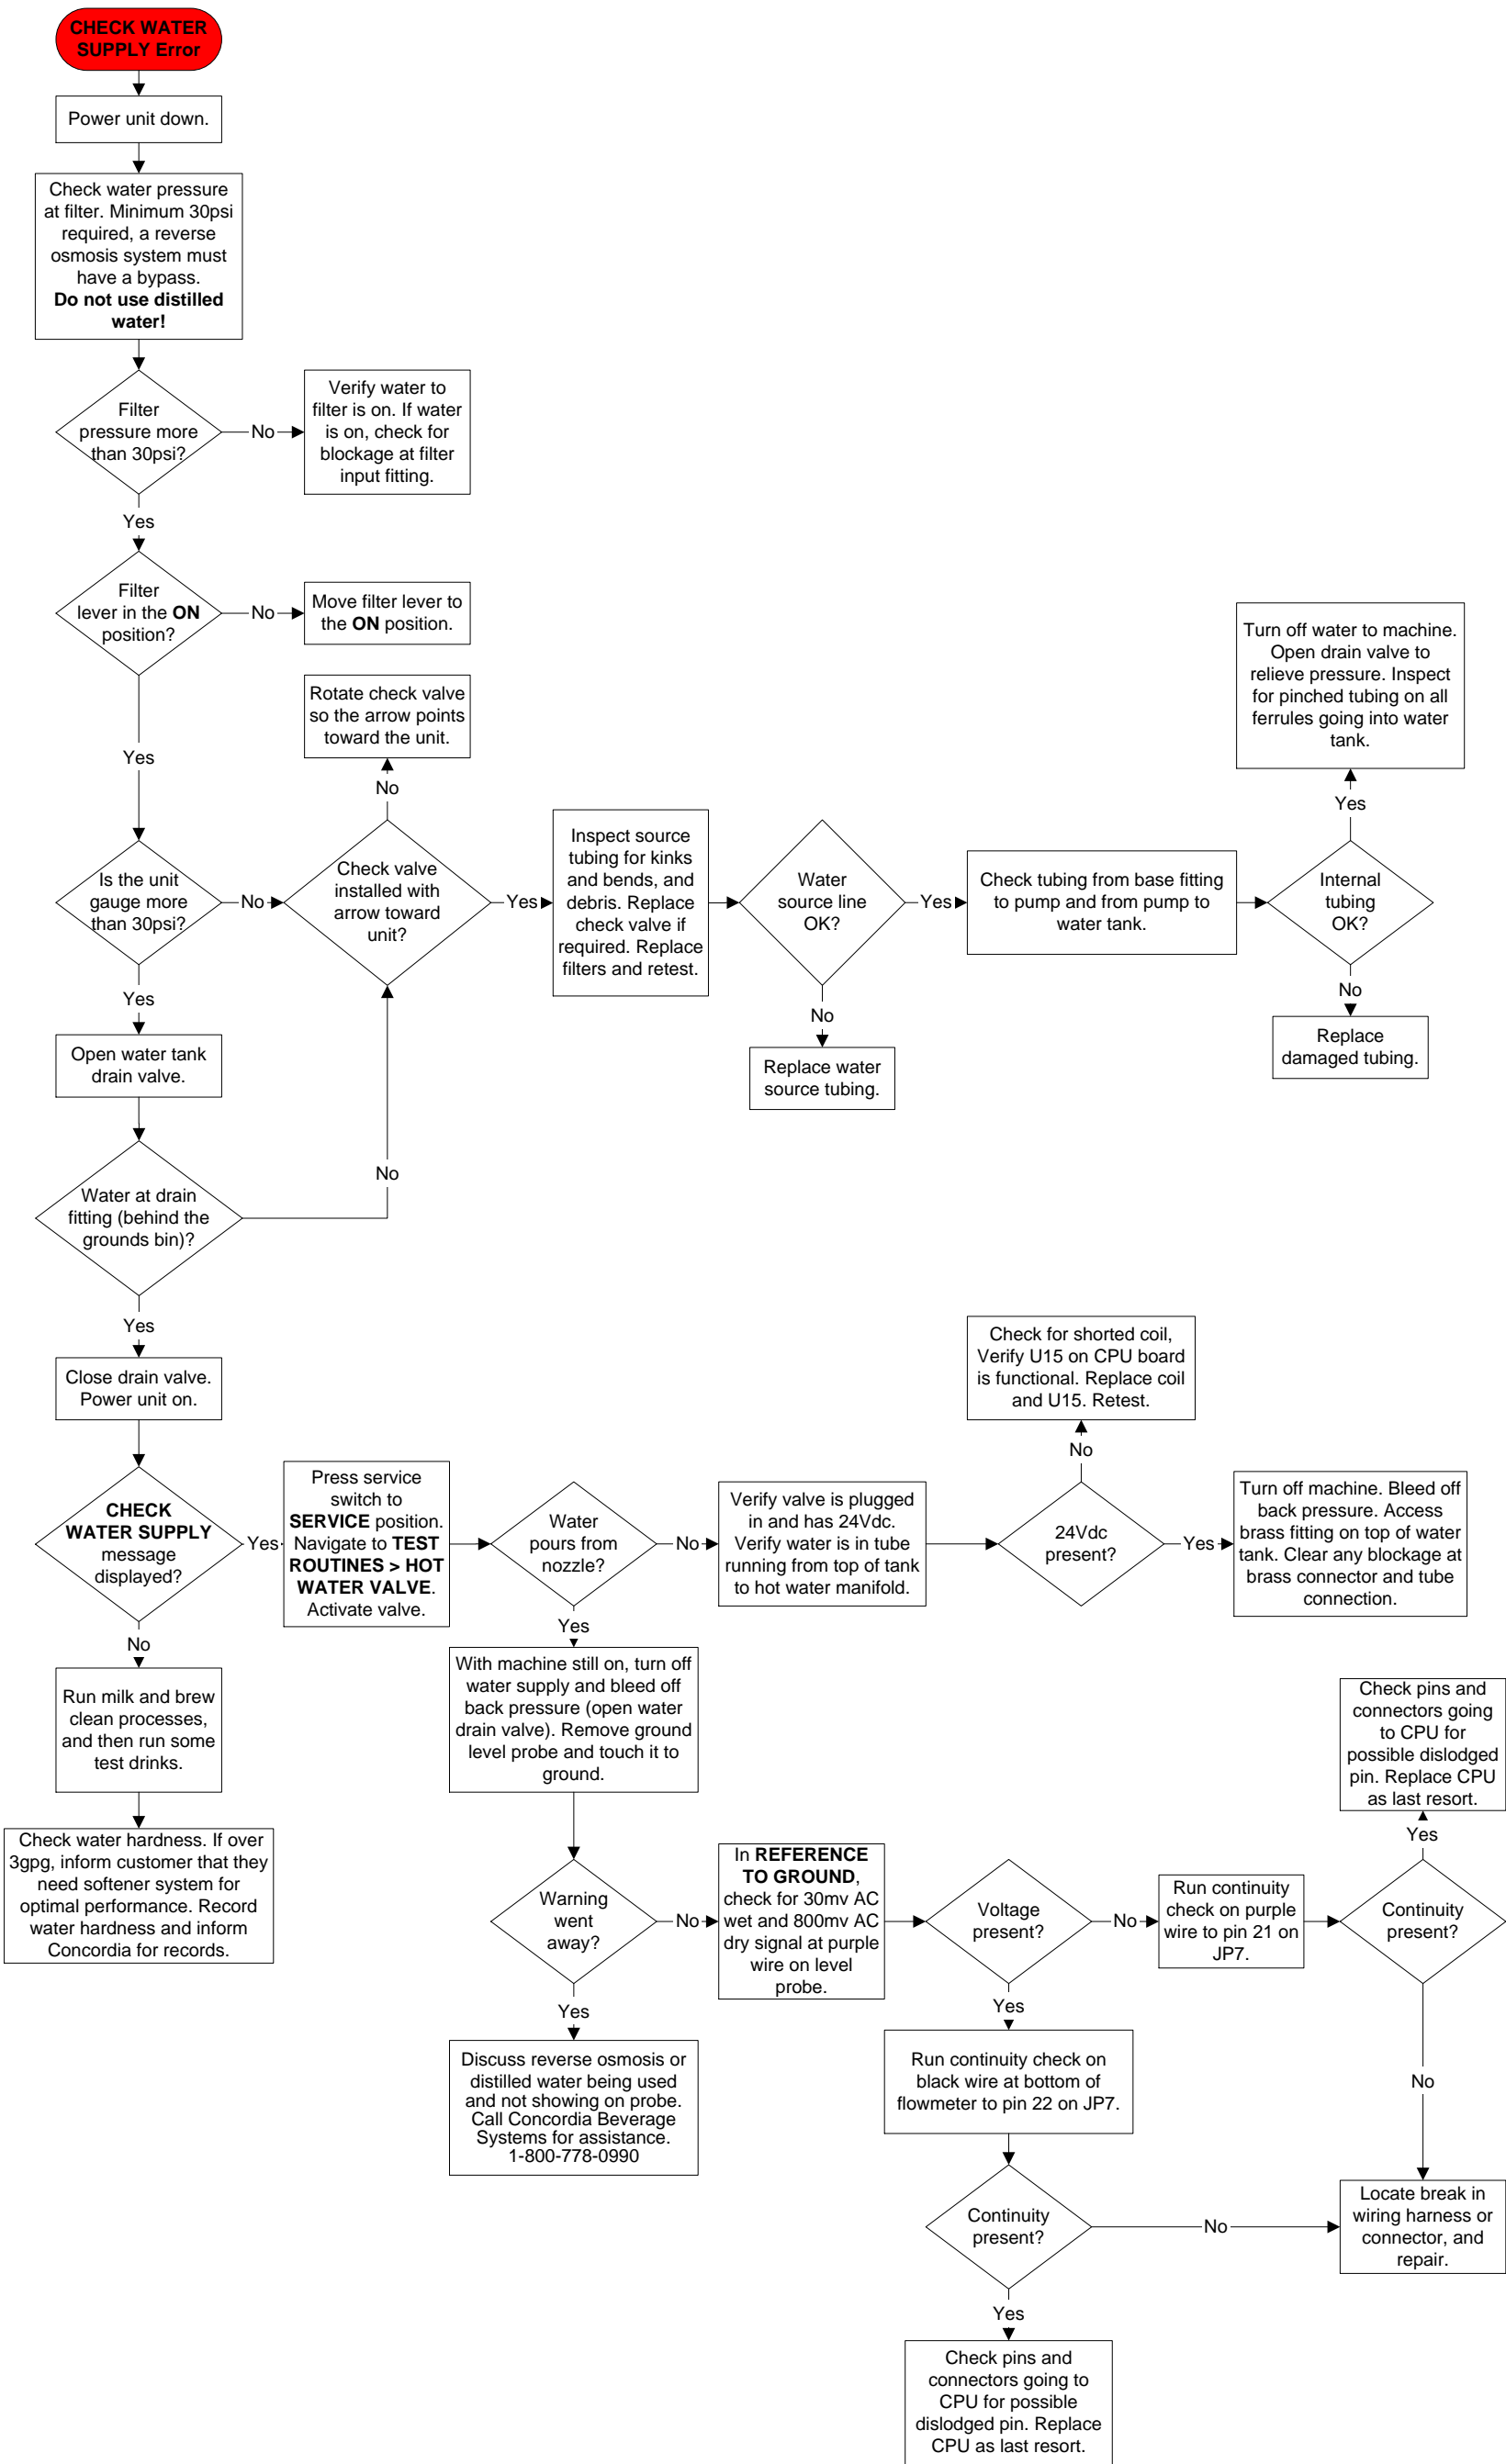 CHECK WATER
SUPPLY Error
Power unit down.
Check water pressure
at filter. Minimum 30psi
required, a reverse
osmosis system must
have a bypass.
Do not use distilled
water!
Filter
pressure more
than 30psi?
No
Verify water to
filter is on. If water
is on, check for
blockage at filter
input fitting.
Yes
Filter
lever in the ON
position?
No
Move filter lever to
the ON position.
Yes
Is the unit
gauge more
than 30psi?
No
Rotate check valve
so the arrow points
toward the unit.
No
Check valve
installed with
arrow toward
unit?
Yes
Inspect source
tubing for kinks
and bends, and
debris. Replace
check valve if
required. Replace
filters and retest.
Water
source line
OK?
No
Replace water
source tubing.
Yes
Check tubing from base fitting
to pump and from pump to
water tank.
Internal
tubing
OK?
Yes
Turn off water to machine.
Open drain valve to
relieve pressure. Inspect
for pinched tubing on all
ferrules going into water
tank.
No
Replace
damaged tubing.
Yes
Open water tank
drain valve.
Water at drain
fitting (behind the
grounds bin)?
No
Yes
Close drain valve.
Power unit on.
CHECK
WATER SUPPLY
message
displayed?
No
Run milk and brew
clean processes,
and then run some
test drinks.
Check water hardness. If over
3gpg, inform customer that they
need softener system for
optimal performance. Record
water hardness and inform
Concordia for records.
Yes
Press service
switch to
SERVICE position.
Navigate to TEST
ROUTINES > HOT
WATER VALVE.
Activate valve.
Water
pours from
nozzle?
No
Verify valve is plugged
in and has 24Vdc.
Verify water is in tube
running from top of tank
to hot water manifold.
24Vdc
present?
No
Check for shorted coil,
Verify U15 on CPU board
is functional. Replace coil
and U15. Retest.
Yes
Turn off machine. Bleed off
back pressure. Access
brass fitting on top of water
tank. Clear any blockage at
brass connector and tube
connection.
Yes
With machine still on, turn off
water supply and bleed off
back pressure (open water
drain valve). Remove ground
level probe and touch it to
ground.
Warning
went
away?
Yes
Discuss reverse osmosis or
distilled water being used
and not showing on probe.
Call Concordia Beverage
Systems for assistance.
1-800-778-0990
No
In REFERENCE
TO GROUND,
check for 30mv AC
wet and 800mv AC
dry signal at purple
wire on level
probe.
Voltage
present?
No
Run continuity
check on purple
wire to pin 21 on
JP7.
Continuity
present?
Yes
Check pins and
connectors going
to CPU for
possible dislodged
pin. Replace CPU
as last resort.
No
Yes
Run continuity check on
black wire at bottom of
flowmeter to pin 22 on JP7.
Continuity
present?
No
Locate break in
wiring harness or
connector, and
repair.
Yes
Check pins and
connectors going to
CPU for possible
dislodged pin. Replace
CPU as last resort.